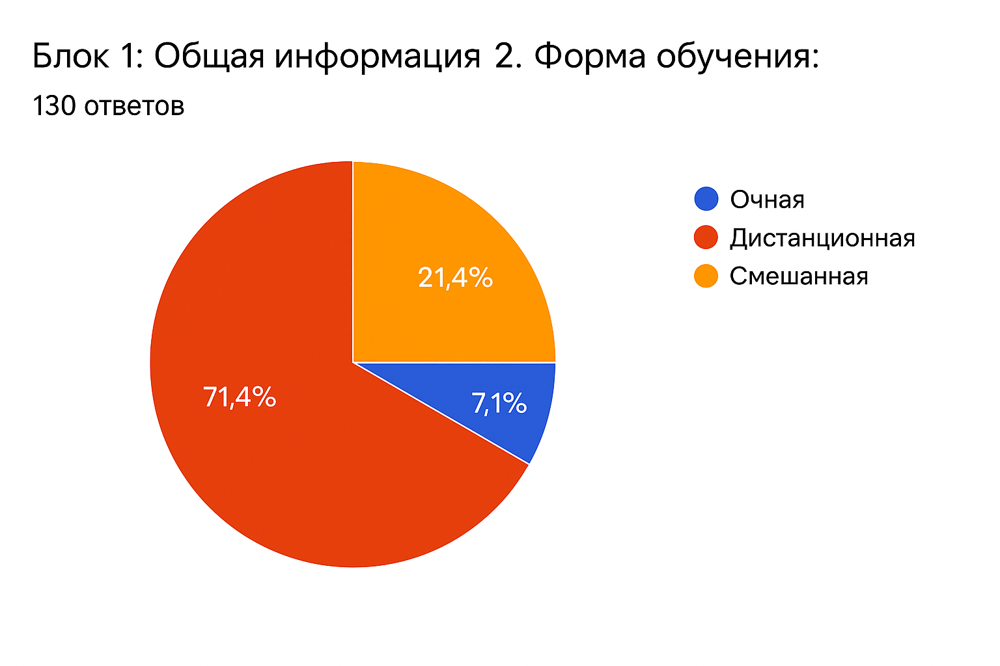 Блок 1: Общая информация 2. Форма обучения:
130 ответов
Очная
Дистанционная
Смешанная
21,4%
71,4%
7,1%